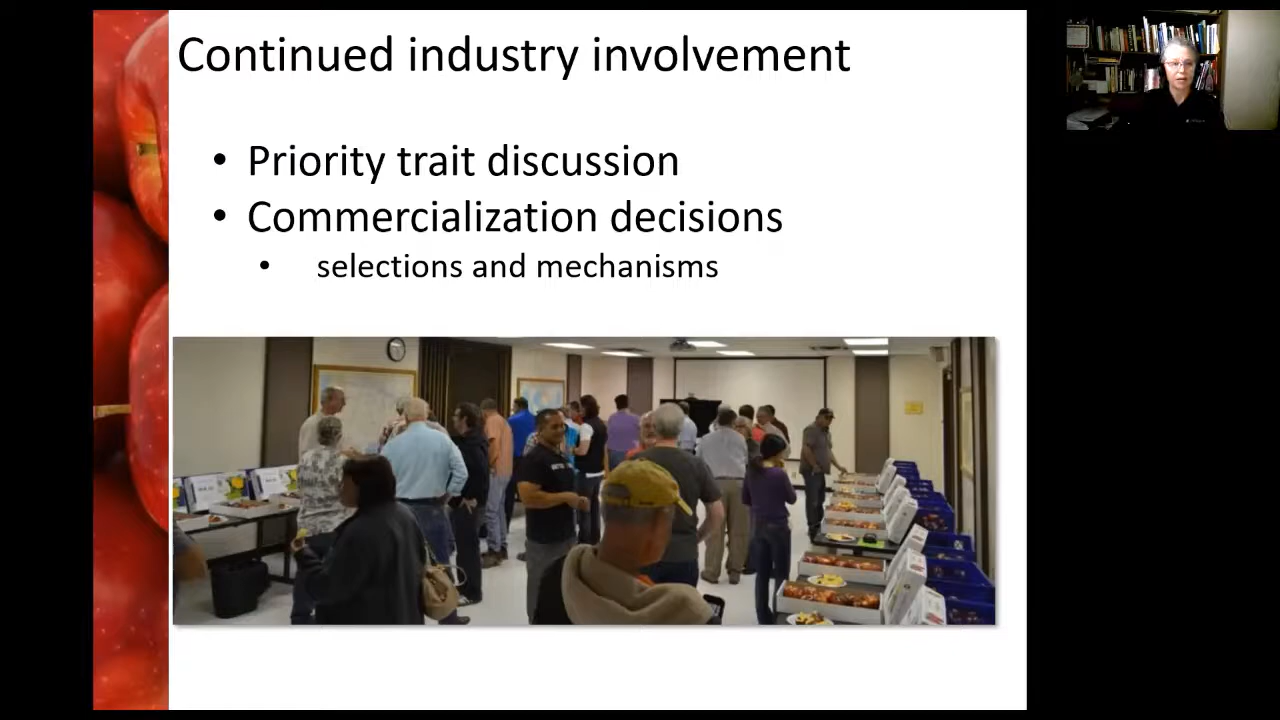 Continued industry involvement
• Priority trait discussion
• Commercialization decisions
• selections and mechanisms